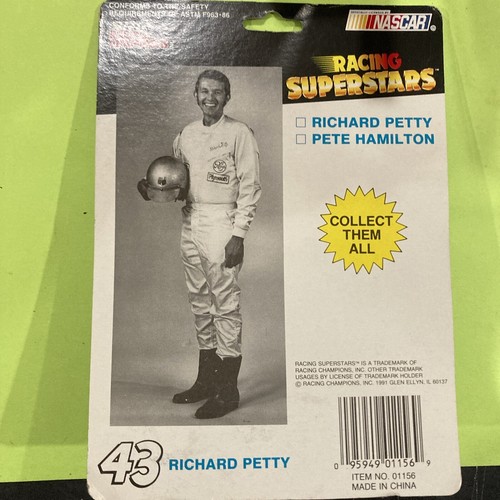 CONFORMS TO THE SAFETY
REQUIREMENTS OF ASTM F963-86
NASCAR®
RACING
SUPERSTARS™
RICHARD PETTY
PETE HAMILTON
COLLECT
THEM
ALL
RACING SUPERSTARS™ IS A TRADEMARK OF
RACING CHAMPIONS, INC. OTHER TRADEMARK
USAGES BY LICENSE OF TRADEMARK HOLDER
© RACING CHAMPIONS, INC. 1991 GLEN ELLYN, IL 60137
43 RICHARD PETTY
0 95949 01156 9
ITEM NO. 01156
MADE IN CHINA